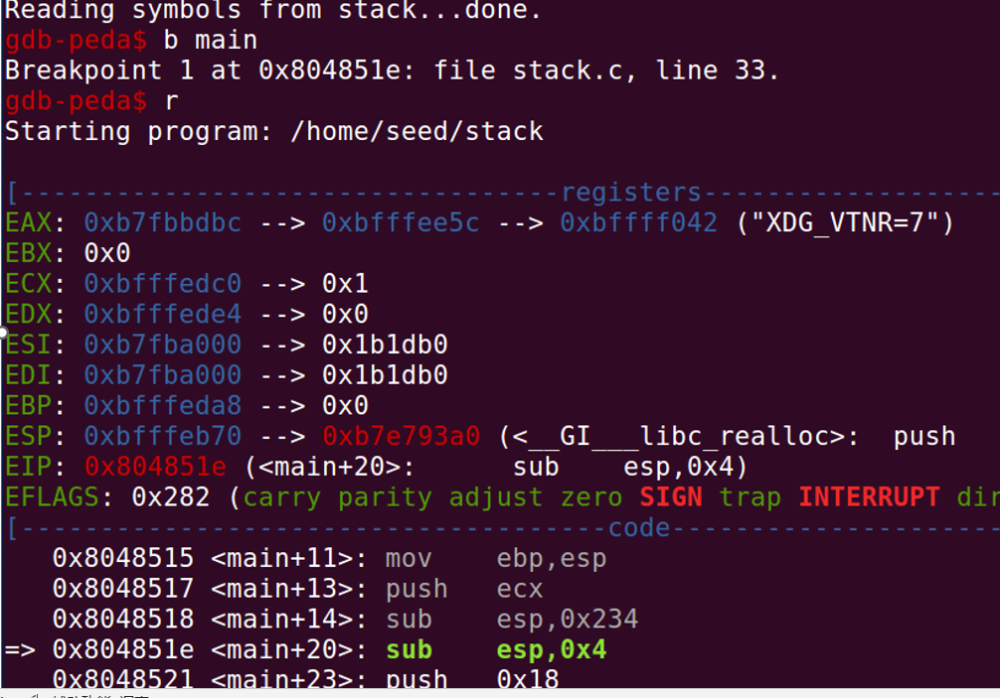 Reading symbols from stack...done.
gdb-peda$ b main
Breakpoint 1 at 0x804851e: file stack.c, line 33.
gdb-peda$ r
Starting program: /home/seed/stack
[----------------------------------registers-------------------
EAX: 0xb7fbbdbc --> 0xbfffee5c --> 0xbffff042 ("XDG_VTNR=7")
EBX: 0x0
ECX: 0xbfffedc0 --> 0x1
EDX: 0xbfffede4 --> 0x0
ESI: 0xb7fba000 --> 0x1b1db0
EDI: 0xb7fba000 --> 0x1b1db0
EBP: 0xbfffeda8 --> 0x0
ESP: 0xbfffeb70 --> 0xb7e793a0 (<__GI___libc_realloc>:  push
EIP: 0x804851e (<main+20>:      sub    esp,0x4)
EFLAGS: 0x282 (carry parity adjust zero SIGN trap INTERRUPT dir
[-------------------------------------code---------------------
   0x8048515 <main+11>: mov    ebp,esp
   0x8048517 <main+13>: push   ecx
   0x8048518 <main+14>: sub    esp,0x234
=> 0x804851e <main+20>: sub    esp,0x4
   0x8048521 <main+23>: push   0x18